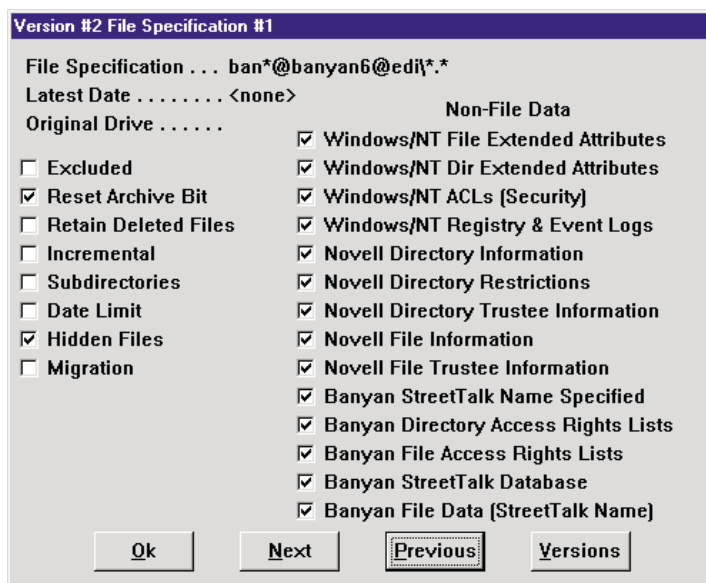 Version #2 File Specification #1
File Specification . . . ban*@banyan6@edi\*.*
Latest Date . . . . . . . . <none>
Original Drive . . . . . .
Excluded
Reset Archive Bit
Retain Deleted Files
Incremental
Subdirectories
Date Limit
Hidden Files
Migration
Non-File Data
Windows/NT File Extended Attributes
Windows/NT Dir Extended Attributes
Windows/NT ACLs (Security)
Windows/NT Registry & Event Logs
Novell Directory Information
Novell Directory Restrictions
Novell Directory Trustee Information
Novell File Information
Novell File Trustee Information
Banyan StreetTalk Name Specified
Banyan Directory Access Rights Lists
Banyan File Access Rights Lists
Banyan StreetTalk Database
Banyan File Data (StreetTalk Name)
Ok
Next
Previous
Versions